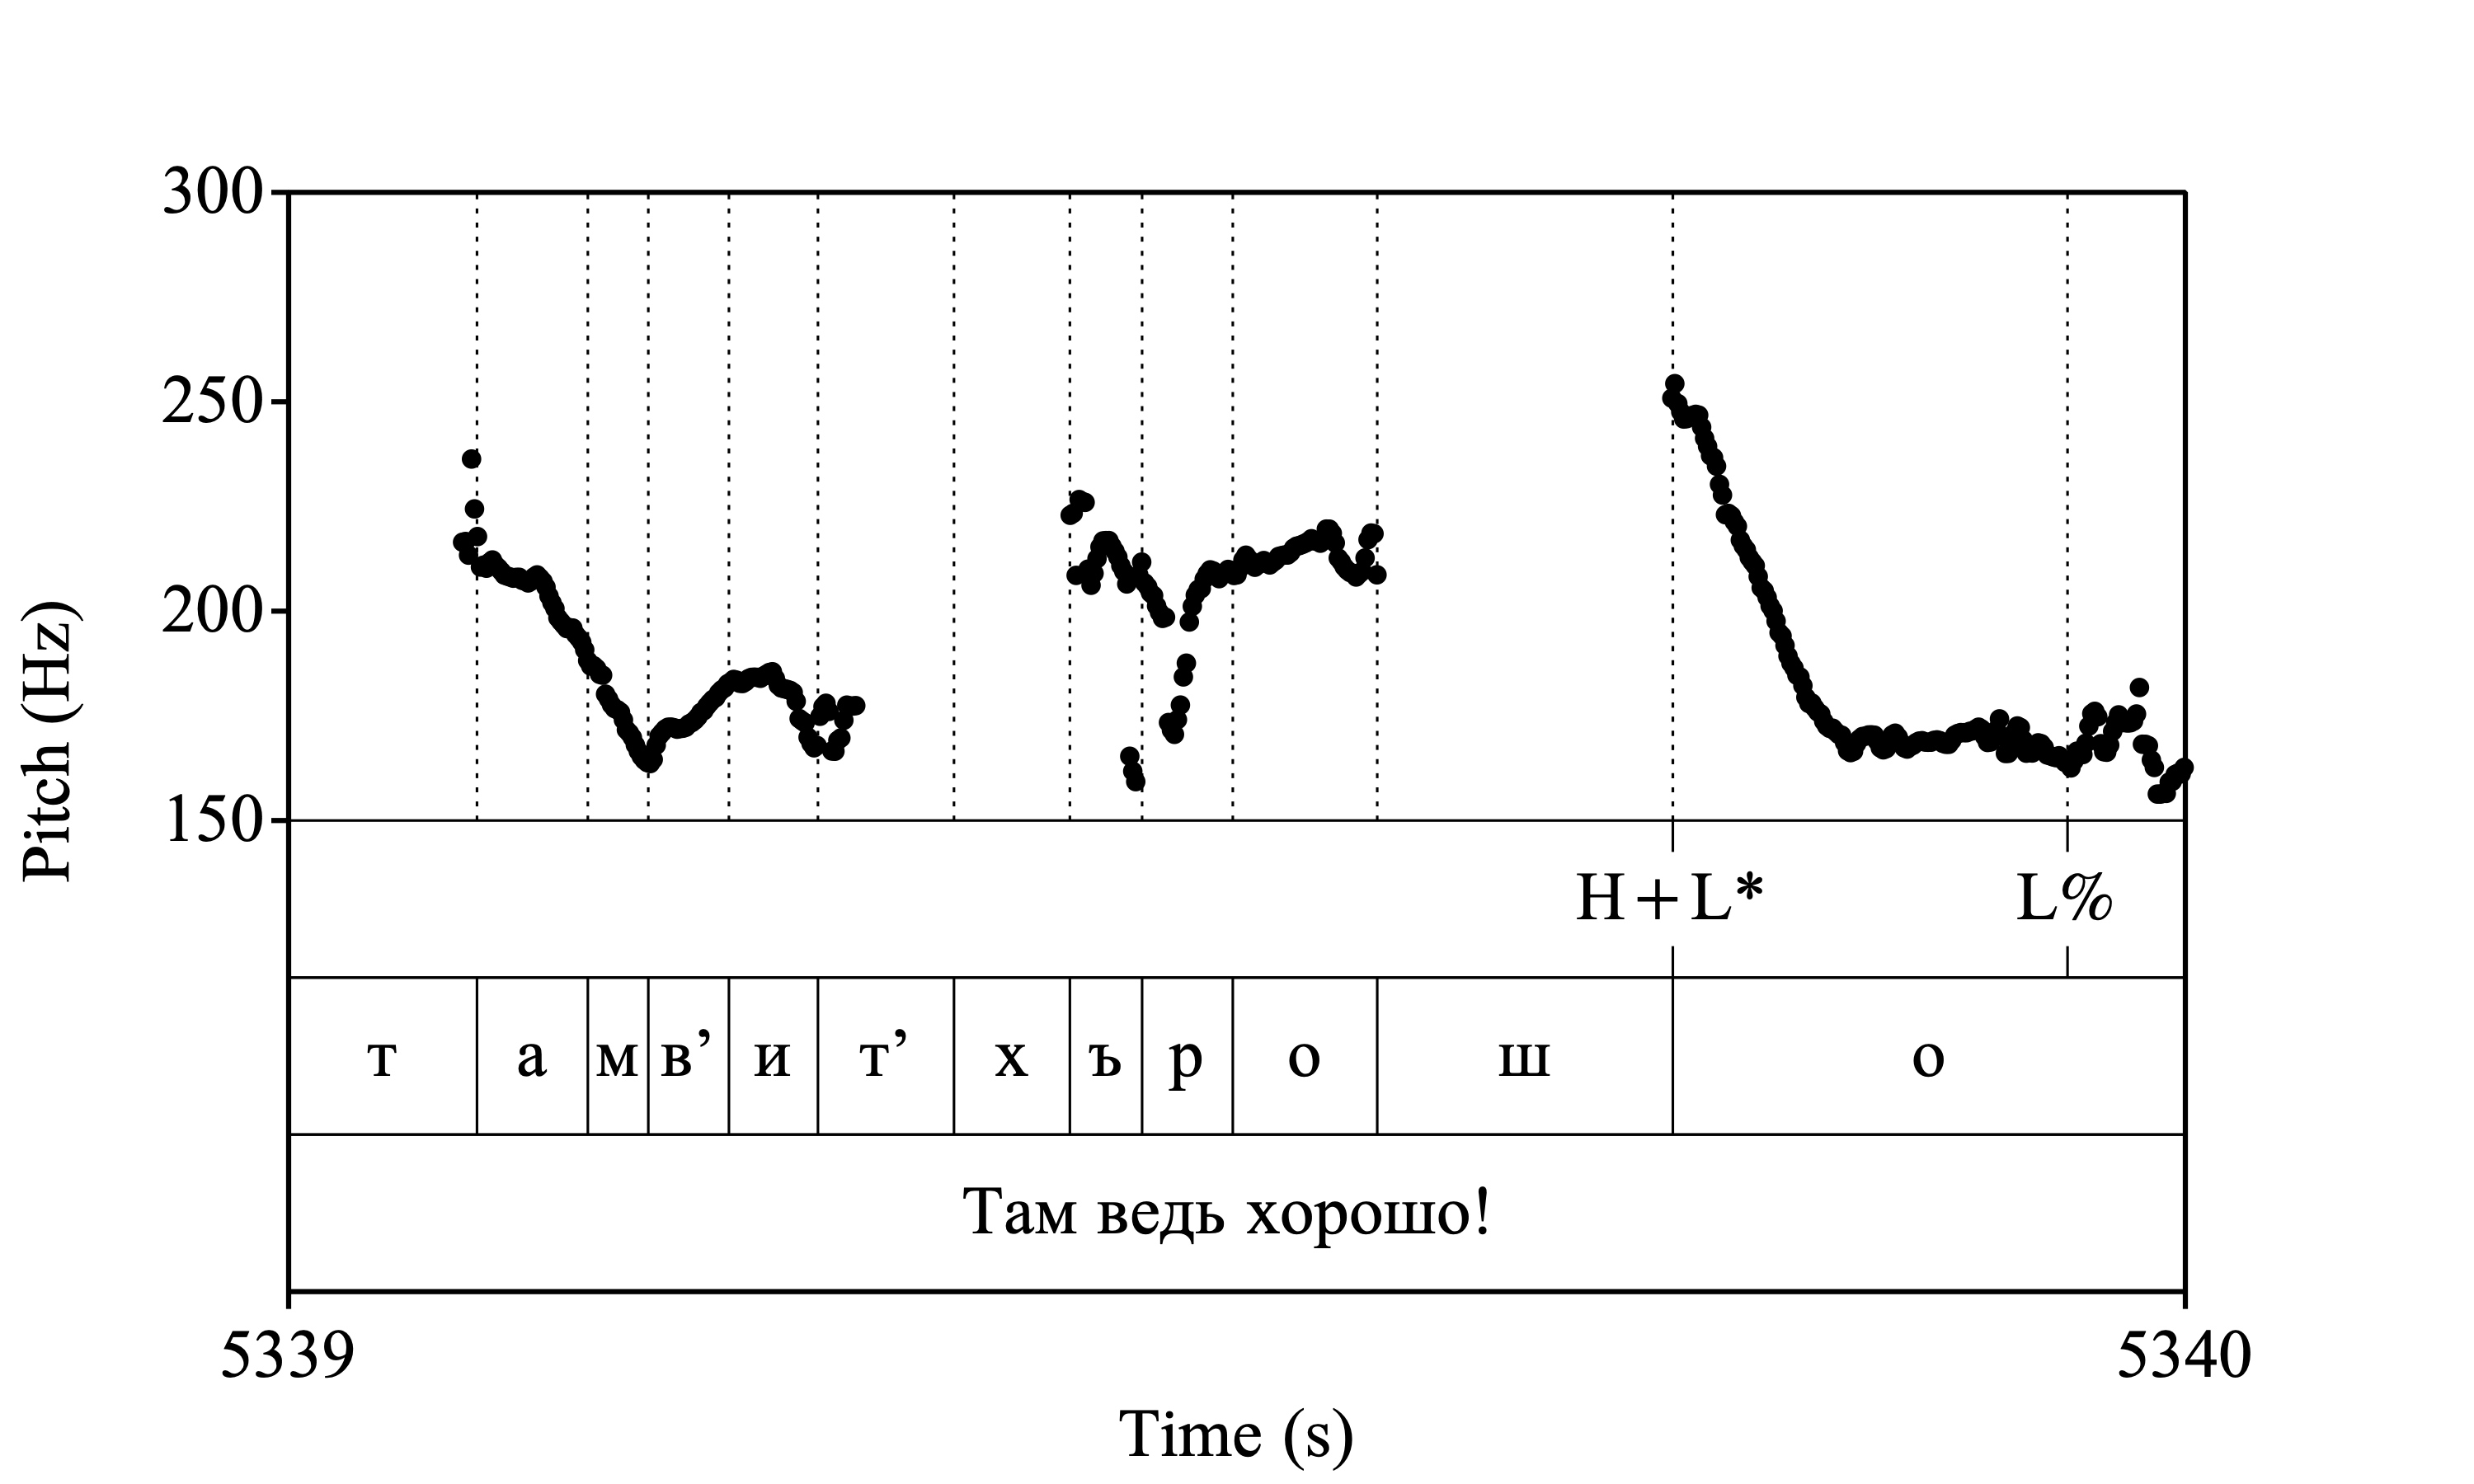 300
250
200
150
Pitch (Hz)
H+L* L%
т а м в’ и т’ х ъ р о ш о
Там ведь хорошо!
5339 5340
Time (s)